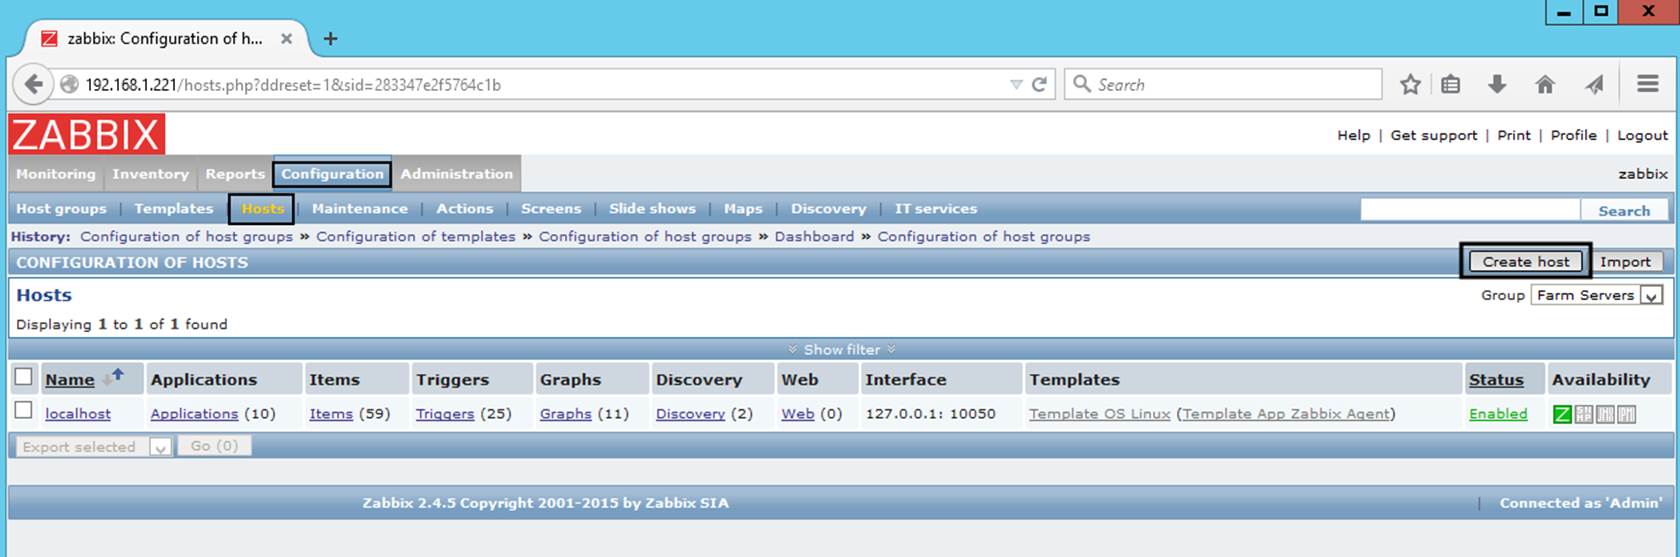 zabbix: Configuration of h...
192.168.1.221/hosts.php?ddreset=1&sid=283347e2f5764c1b
Search
ZABBIX
Help | Get support | Print | Profile | Logout
Monitoring Inventory Reports Configuration Administration
zabbix
Host groups | Templates | Hosts | Maintenance | Actions | Screens | Slide shows | Maps | Discovery | IT services
Search
History: Configuration of host groups » Configuration of templates » Configuration of host groups » Dashboard » Configuration of host groups
CONFIGURATION OF HOSTS
Create host Import
Hosts
Group Farm Servers
Displaying 1 to 1 of 1 found
Show filter
Name Applications Items Triggers Graphs Discovery Web Interface Templates Status Availability
localhost Applications (10) Items (59) Triggers (25) Graphs (11) Discovery (2) Web (0) 127.0.0.1: 10050 Template OS Linux (Template App Zabbix Agent) Enabled Z
Export selected Go (0)
Zabbix 2.4.5 Copyright 2001-2015 by Zabbix SIA
| Connected as 'Admin'